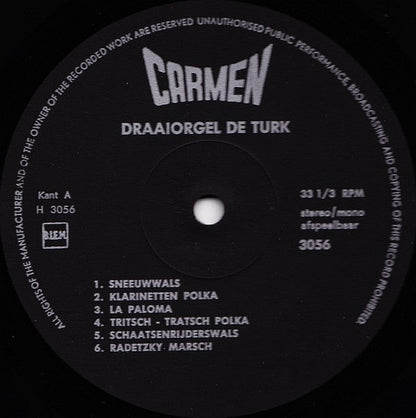 ALL RIGHTS OF THE MANUFACTURER AND OF THE OWNER OF THE RECORDED WORK ARE RESERVED UNAUTHORISED PUBLIC PERFORMANCE, BROADCASTING AND COPYING OF THIS RECORD PROHIBITED
CARMEN
DRAAIORGEL DE TURK
Kant A
H 3056
B.I.E.M.
33 1/3 RPM
stereo/mono
afspeelbaar
3056
1. SNEEUWWALS
2. KLARINETTEN POLKA
3. LA PALOMA
4. TRITSCH - TRATSCH POLKA
5. SCHAATSENRIJDERSWALS
6. RADETZKY MARSCH